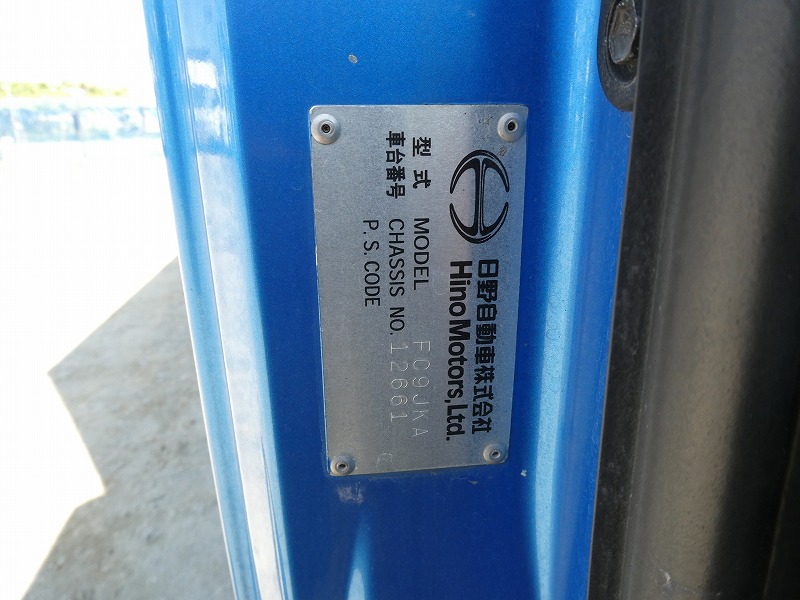 日野自動車株式会社
Hino Motors, Ltd.
型式 MODEL FC9JKA
車台番号 CHASSIS NO. 12661
P.S.CODE